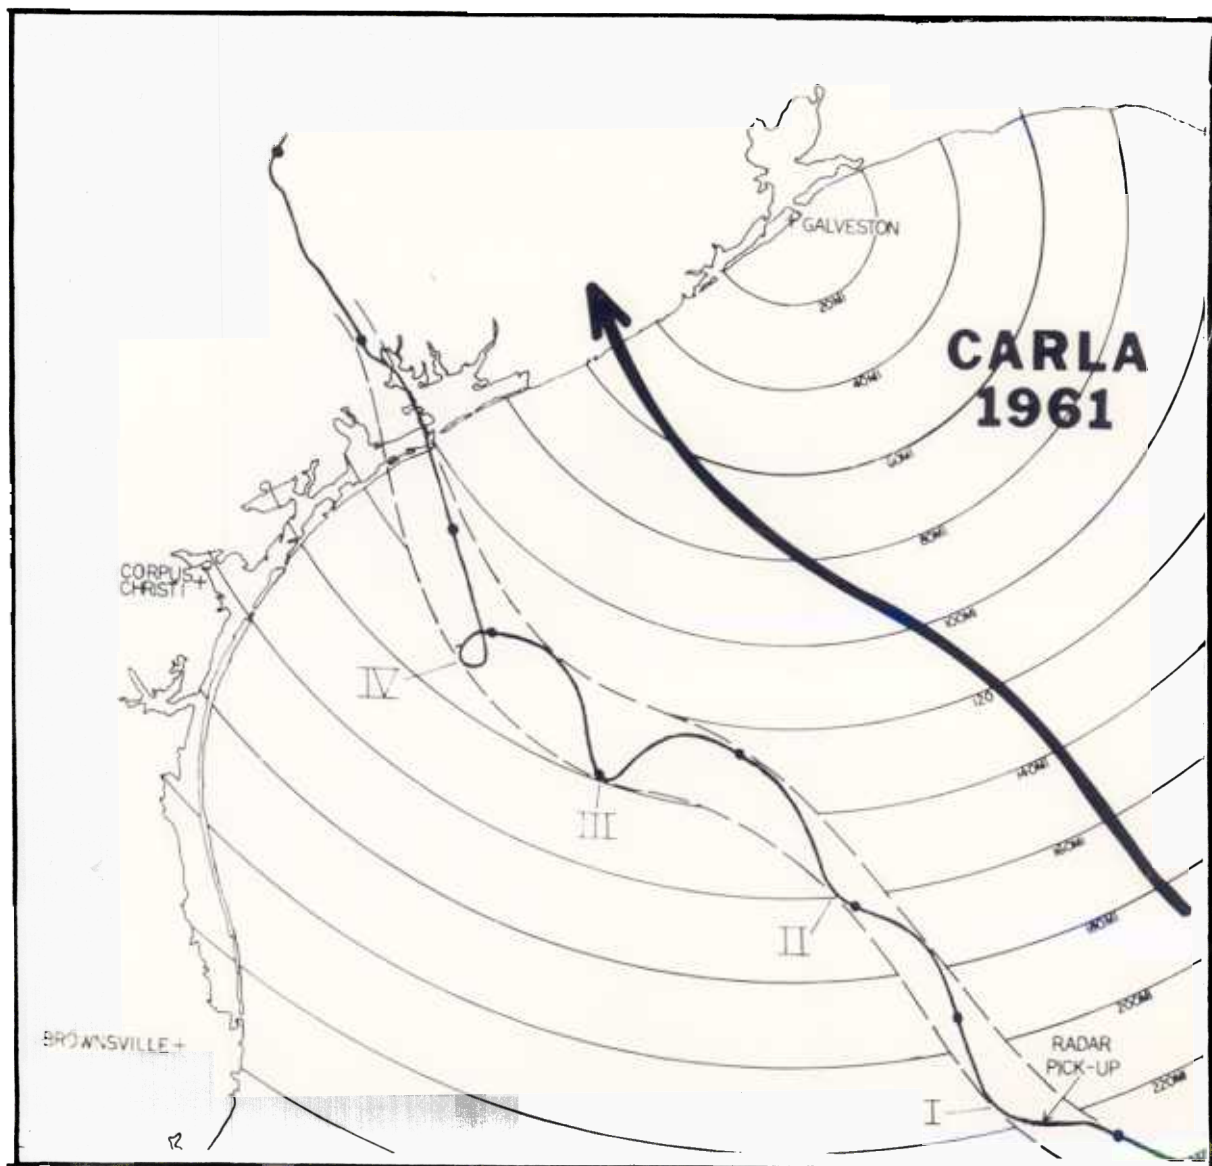 GALVESTON
20MI
CARLA
1961
40MI
60MI
80MI
CORPUS
CHRISTI
100MI
IV
120
140MI
III
160MI
II
180MI
200MI
BROWNSVILLE
RADAR
PICK-UP
220MI
I